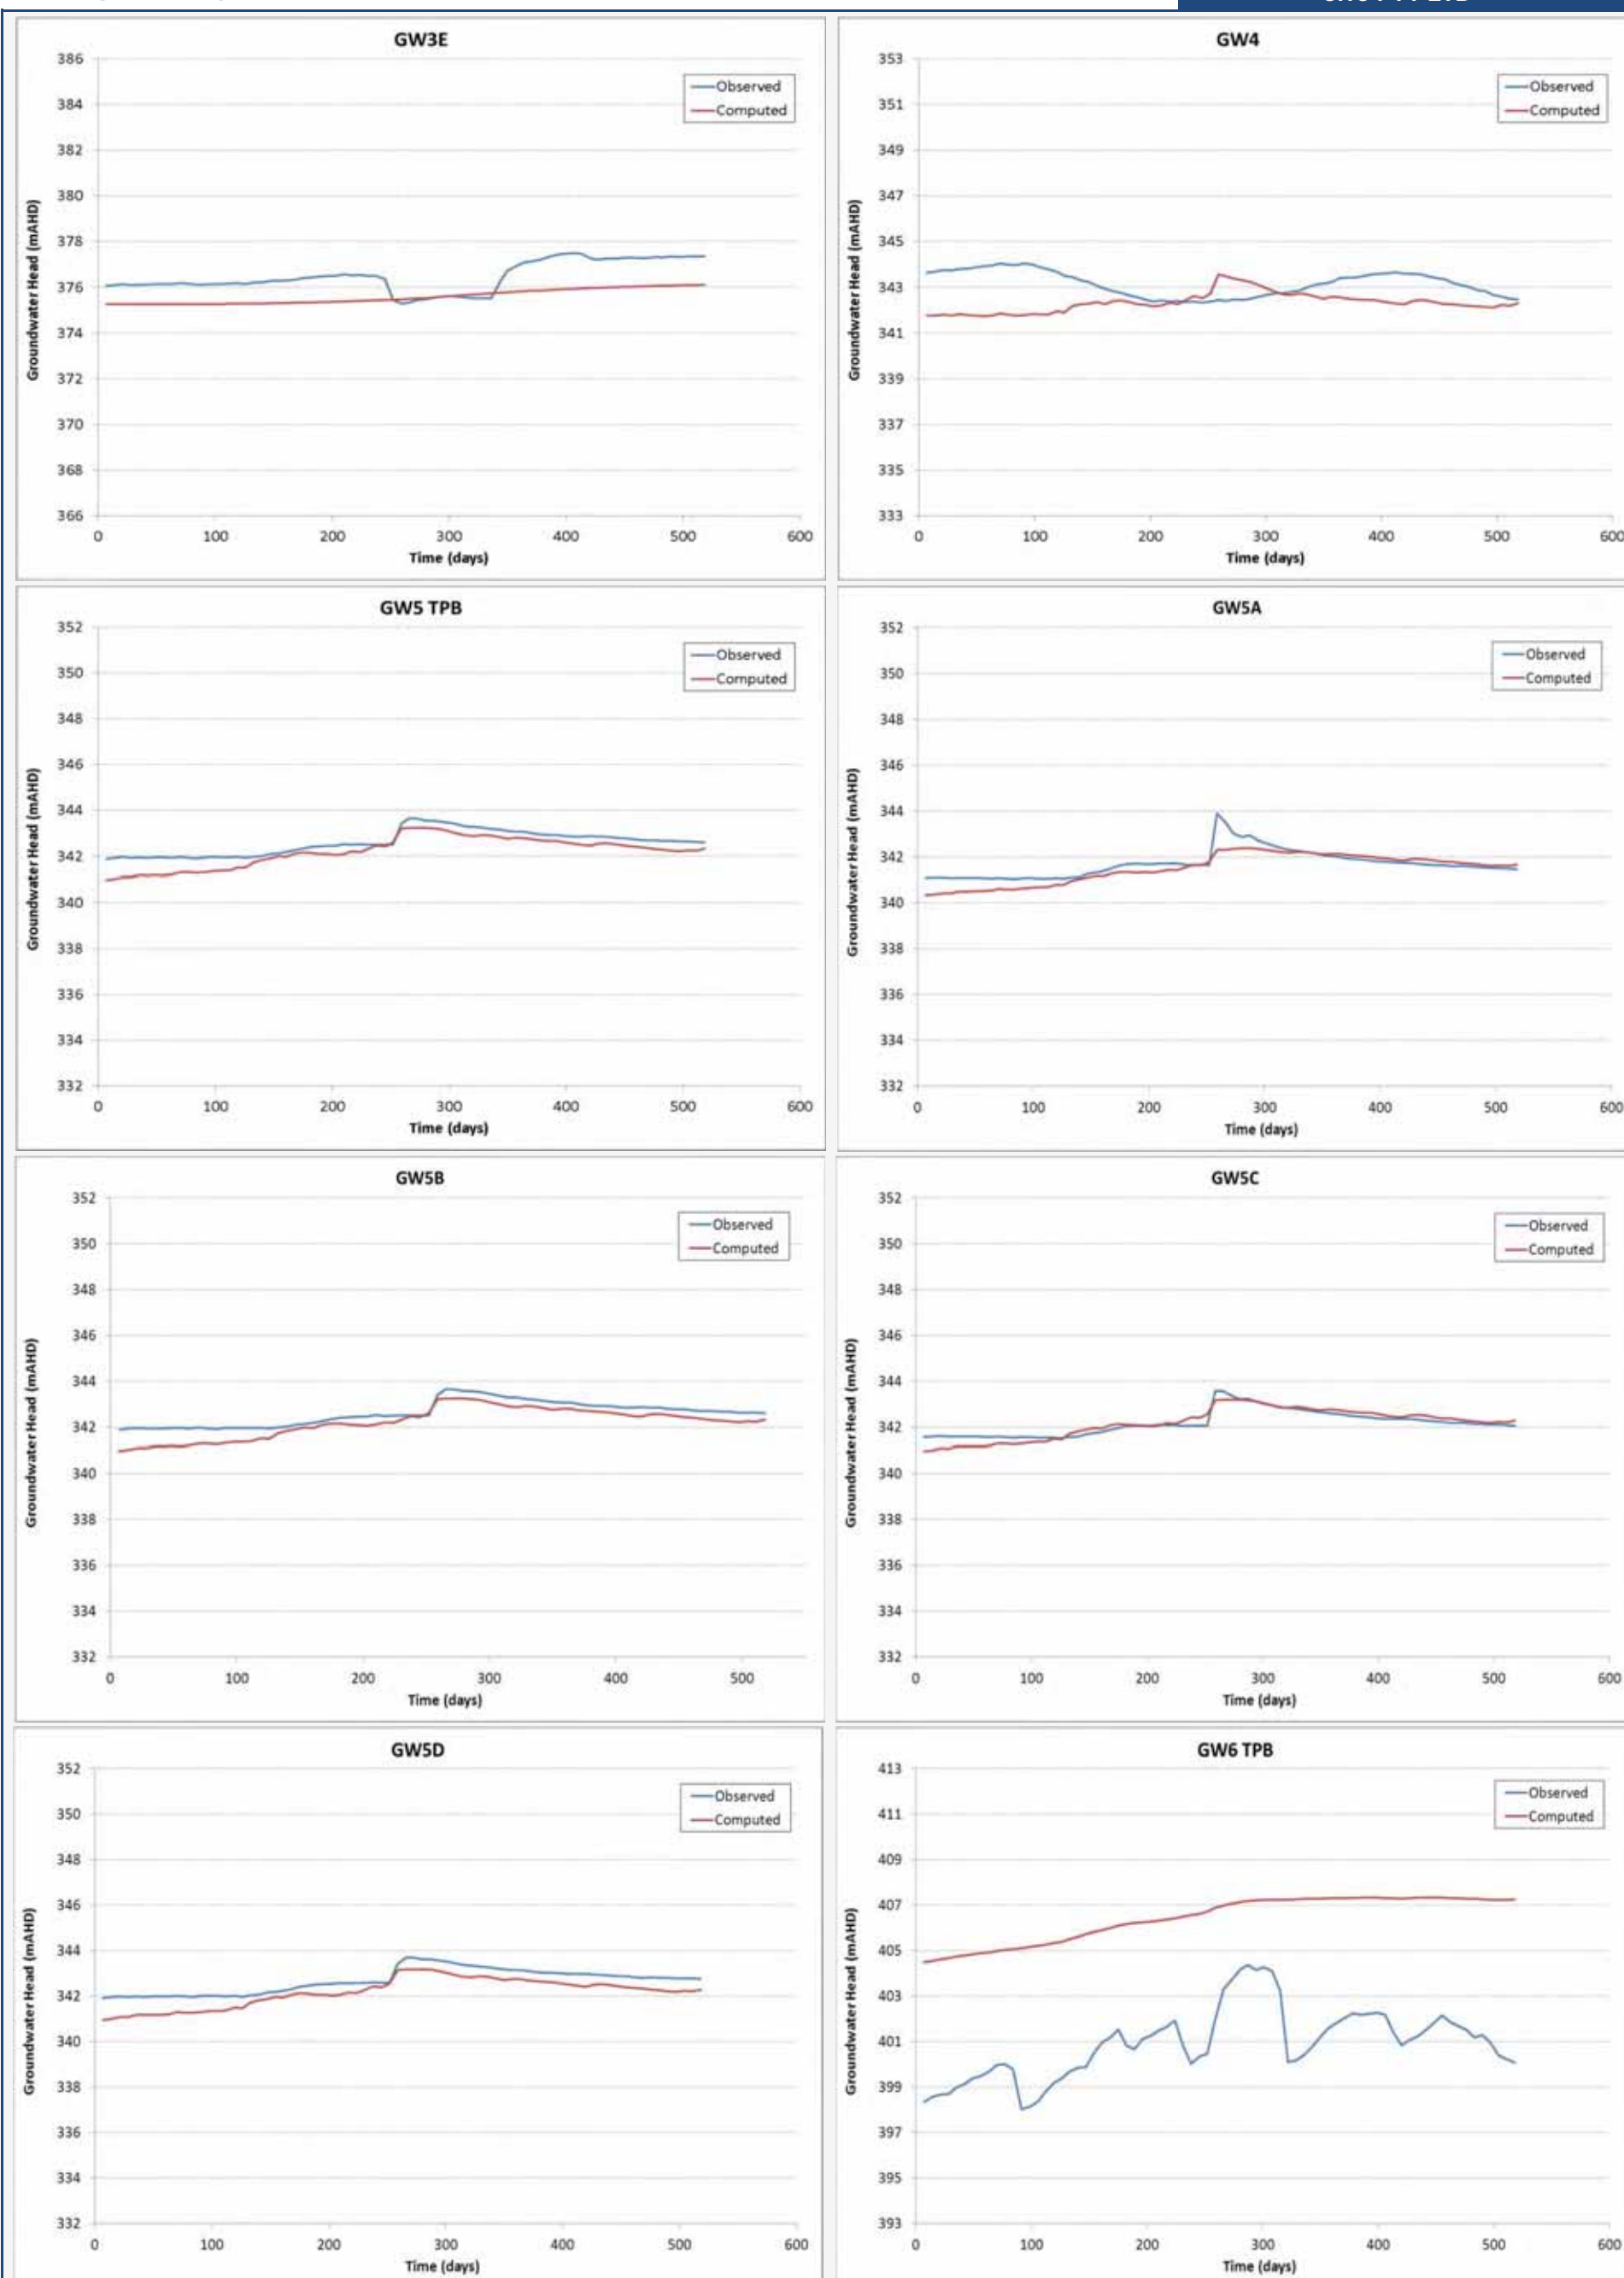 GW3E
386
384
382
380
378
376
374
372
370
368
366
Groundwater Head (mAHD)
Observed
Computed
0 100 200 300 400 500 600
Time (days)
GW4
353
351
349
347
345
343
341
339
337
335
333
Groundwater Head (mAHD)
Observed
Computed
0 100 200 300 400 500 600
Time (days)
GW5 TPB
352
350
348
346
344
342
340
338
336
334
332
Groundwater Head (mAHD)
Observed
Computed
0 100 200 300 400 500 600
Time (days)
GW5A
352
350
348
346
344
342
340
338
336
334
332
Groundwater Head (mAHD)
Observed
Computed
0 100 200 300 400 500 600
Time (days)
GW5B
352
350
348
346
344
342
340
338
336
334
332
Groundwater Head (mAHD)
Observed
Computed
0 100 200 300 400 500
Time (days)
GW5C
352
350
348
346
344
342
340
338
336
334
332
Groundwater Head (mAHD)
Observed
Computed
0 100 200 300 400 500 600
Time (days)
GW5D
352
350
348
346
344
342
340
338
336
334
332
Groundwater Head (mAHD)
Observed
Computed
0 100 200 300 400 500 600
Time (days)
GW6 TPB
413
411
409
407
405
403
401
399
397
395
393
Groundwater Head (mAHD)
Observed
Computed
0 100 200 300 400 500 600
Time (days)